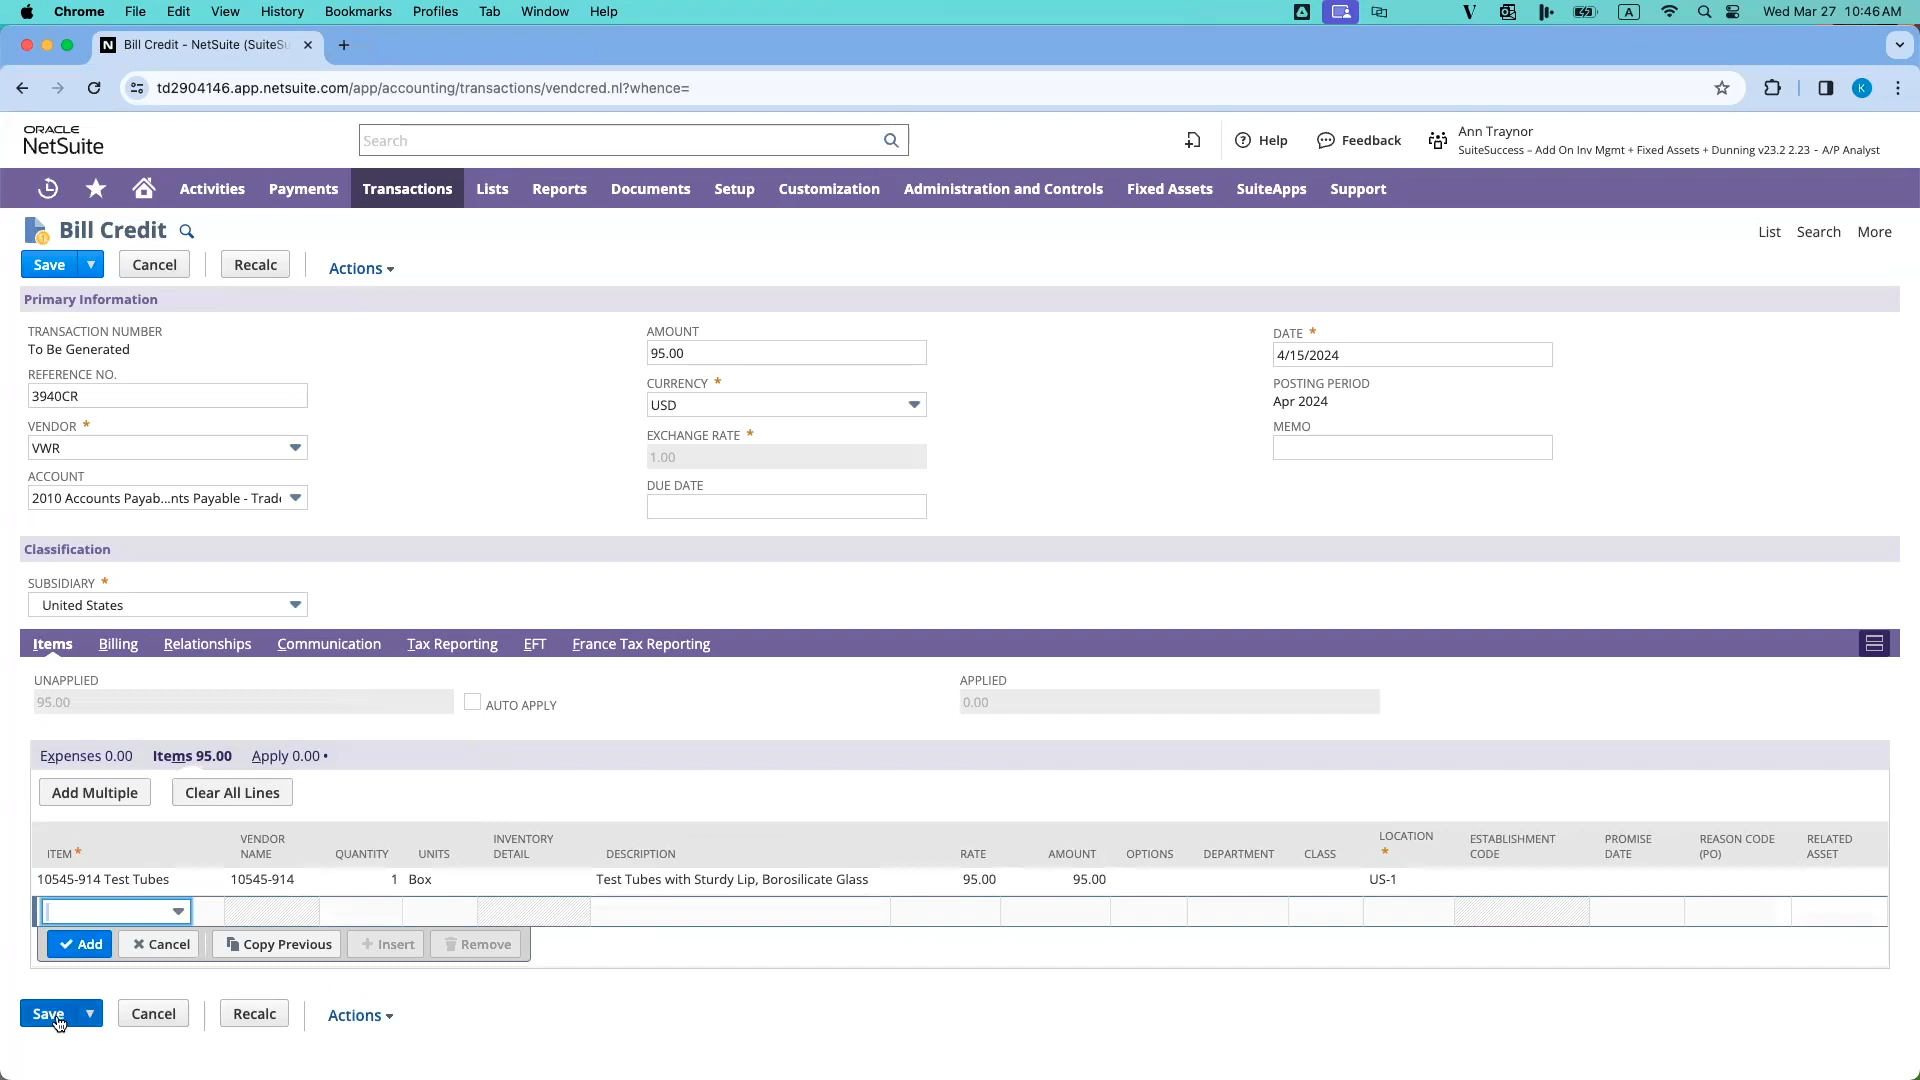 Chrome File Edit View History Bookmarks Profiles Tab Window Help A Wed Mar 27 10:46 AM
N Bill Credit - NetSuite (SuiteSu
td2904146.app.netsuite.com/app/accounting/transactions/vendcred.nl?whence= K
ORACLE
NetSuite
Search
Help Feedback
Ann Traynor
SuiteSuccess – Add On Inv Mgmt + Fixed Assets + Dunning v23.2 2.23 - A/P Analyst
Activities Payments Transactions Lists Reports Documents Setup Customization Administration and Controls Fixed Assets SuiteApps Support
Bill Credit
List Search More
Save Cancel Recalc Actions
Primary Information
TRANSACTION NUMBER
To Be Generated
REFERENCE NO.
3940CR
VENDOR *
VWR
ACCOUNT
2010 Accounts Payab...nts Payable - Trade
AMOUNT
95.00
CURRENCY *
USD
EXCHANGE RATE *
1.00
DUE DATE
DATE *
4/15/2024
POSTING PERIOD
Apr 2024
MEMO
Classification
SUBSIDIARY *
United States
Items Billing Relationships Communication Tax Reporting EFT France Tax Reporting
UNAPPLIED
95.00
AUTO APPLY
APPLIED
0.00
Expenses 0.00 Items 95.00 Apply 0.00 •
Add Multiple Clear All Lines
ITEM * VENDOR NAME QUANTITY UNITS INVENTORY DETAIL DESCRIPTION RATE AMOUNT OPTIONS DEPARTMENT CLASS LOCATION * ESTABLISHMENT CODE PROMISE DATE REASON CODE (PO) RELATED ASSET
10545-914 Test Tubes 10545-914 1 Box Test Tubes with Sturdy Lip, Borosilicate Glass 95.00 95.00 US-1
Add Cancel Copy Previous Insert Remove
Save Cancel Recalc Actions